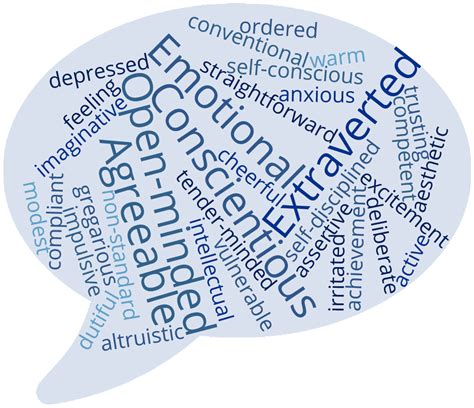 ordered
conventional
warm
depressed
self-conscious
straightforward
anxious
feeling
imaginative
Emotional
Conscientious
Open-minded
Agreeable
Extraverted
trusting
competent
aesthetic
cheerful
tender-minded
self-disciplined
assertive
excitement
deliberate
achievement
active
irritated
vulnerable
intellectual
non-standard
impulsive
gregarious
compliant
modest
dutiful
altruistic